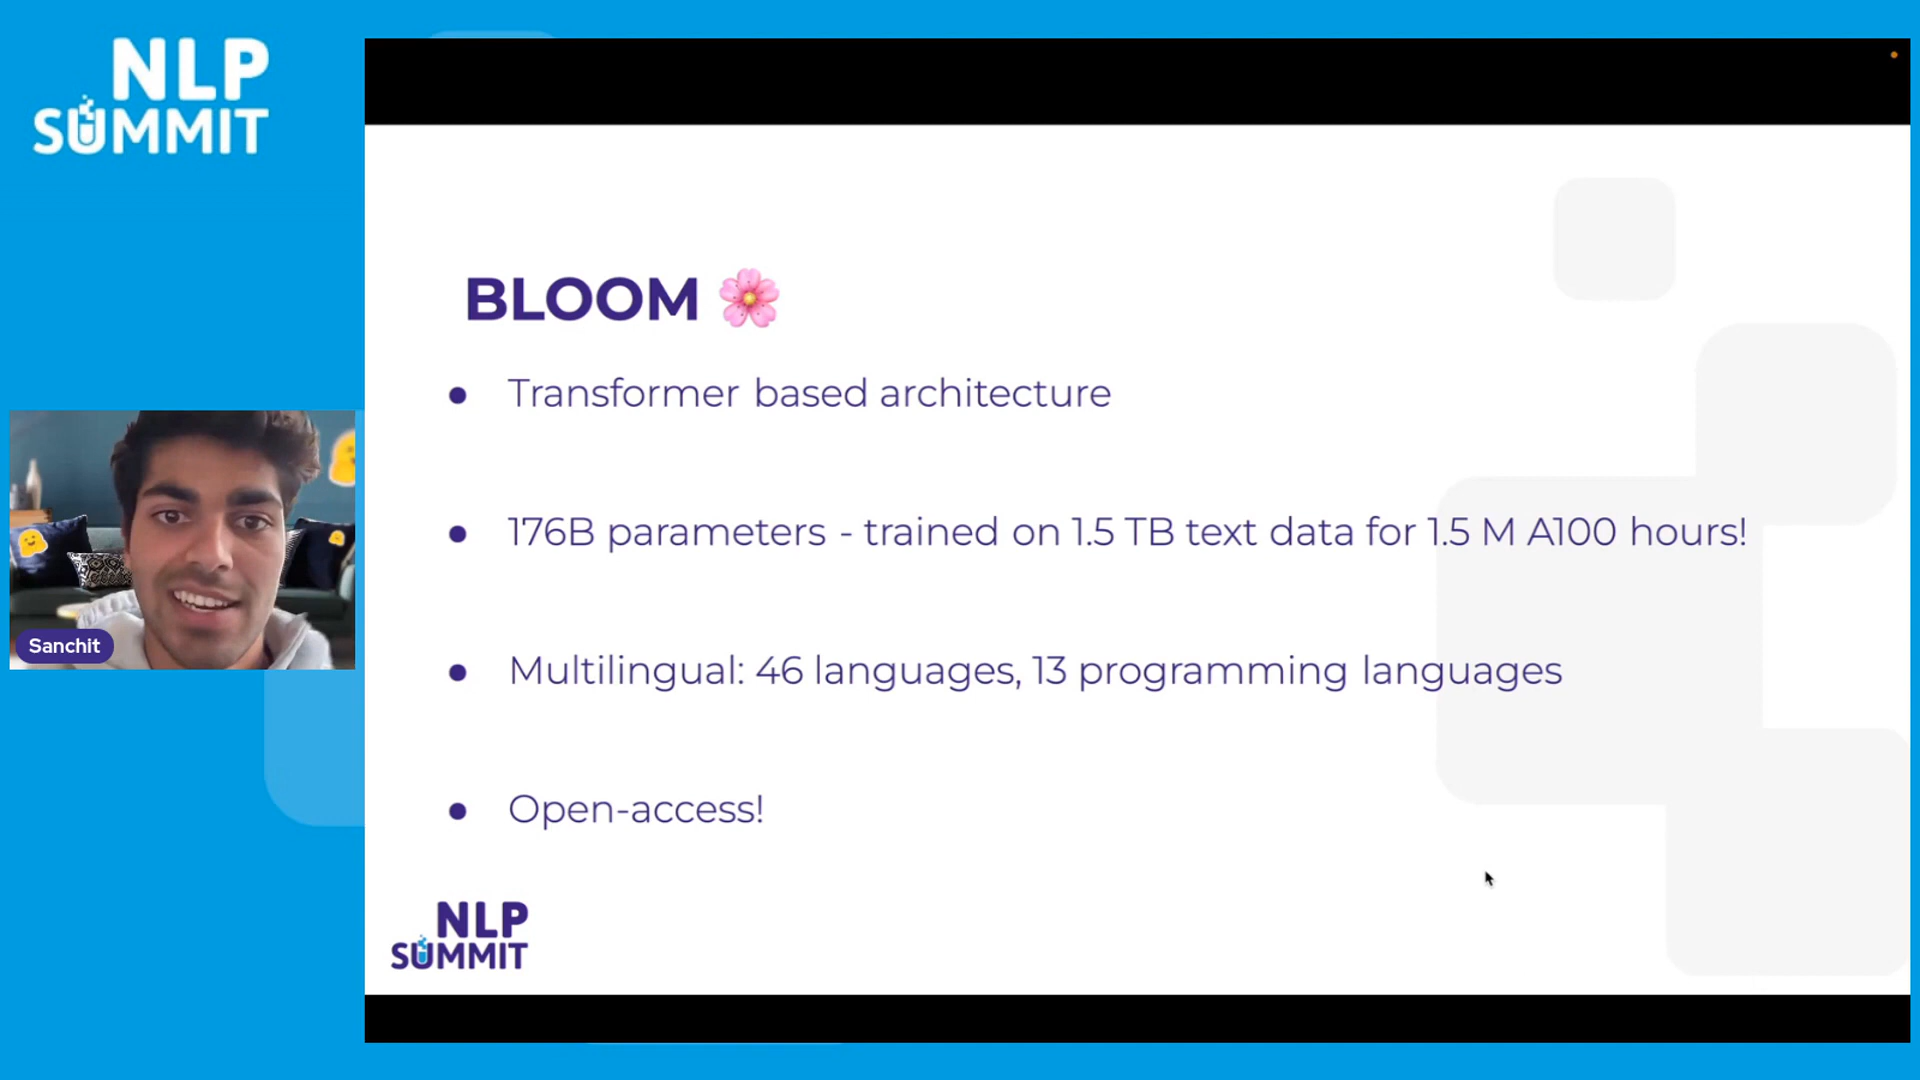 NLP
SUMMIT
BLOOM
Transformer based architecture
176B parameters - trained on 1.5 TB text data for 1.5 M A100 hours!
Multilingual: 46 languages, 13 programming languages
Open-access!
Sanchit
NLP
SUMMIT